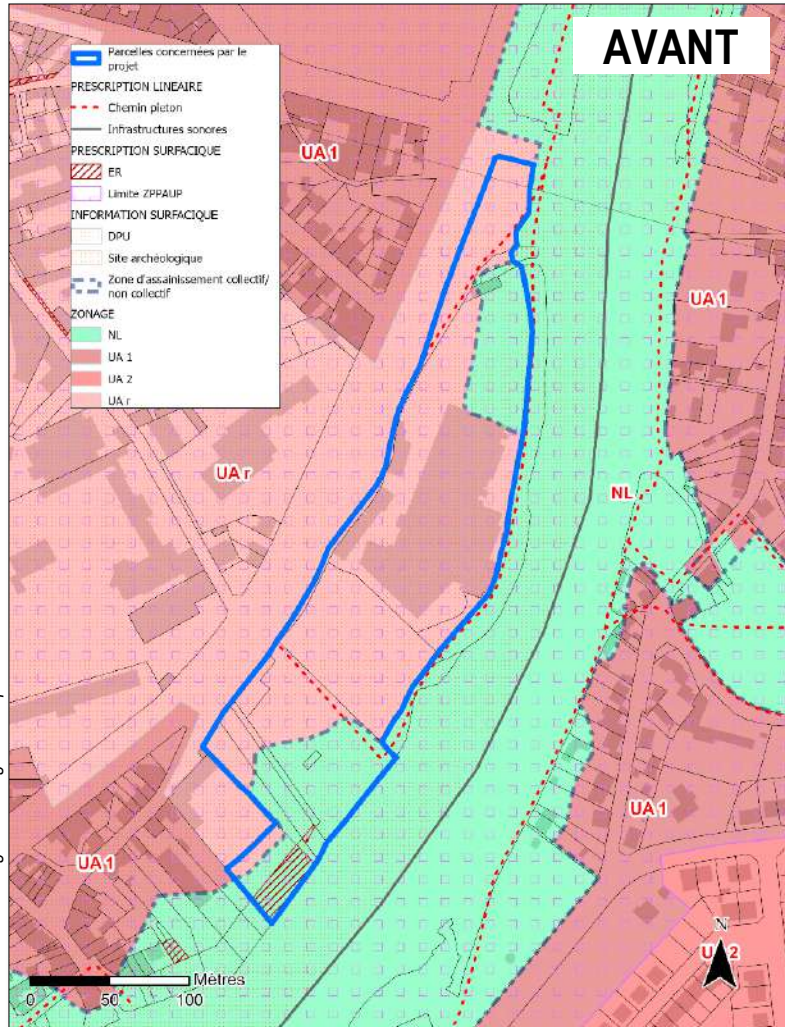 AVANT
Parcelles concernées par le
projet
PRESCRIPTION LINEAIRE
Chemin piéton
Infrastructures sonores
PRESCRIPTION SURFACIQUE
ER
Limite ZPPAUP
INFORMATION SURFACIQUE
DPU
Site archéologique
Zone d'assainissement collectif/
non collectif
ZONAGE
NL
UA 1
UA 2
UA r
UA 1
UA 1
UA r
NL
UA 1
UA 1
N
Mètres
0 50 100